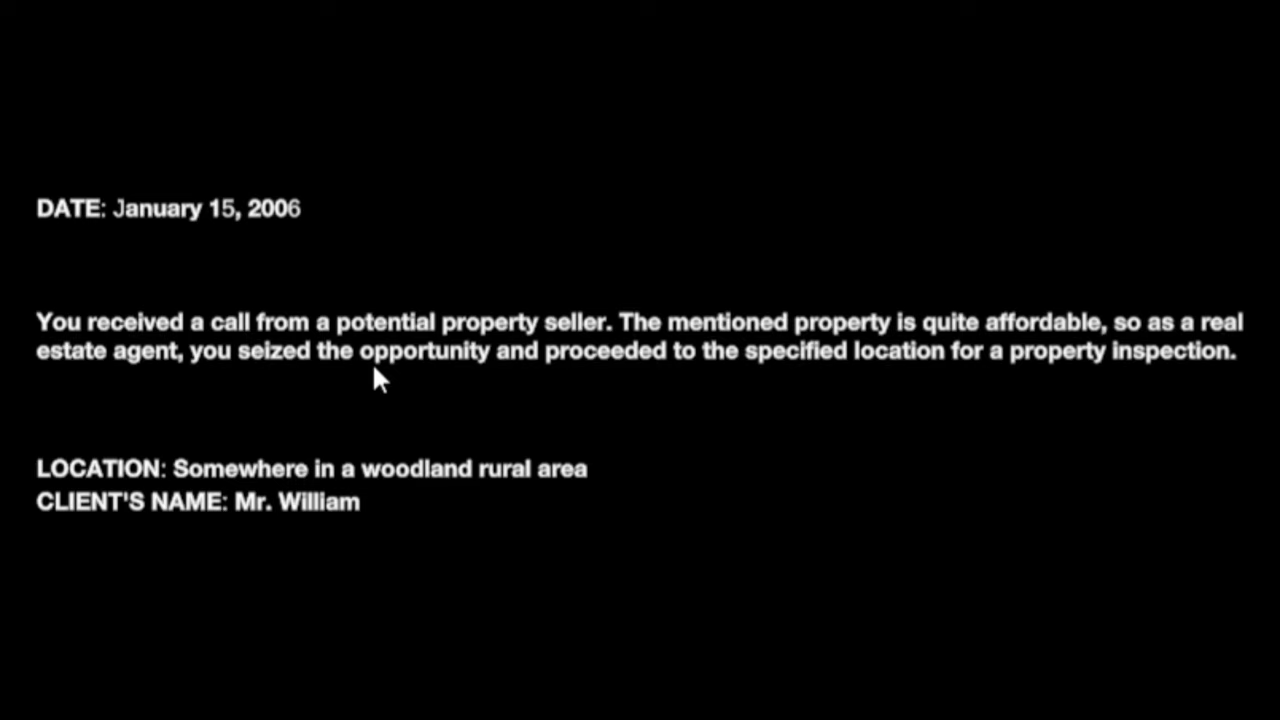 DATE: January 15, 2006
You received a call from a potential property seller. The mentioned property is quite affordable, so as a real
estate agent, you seized the opportunity and proceeded to the specified location for a property inspection.
LOCATION: Somewhere in a woodland rural area
CLIENT'S NAME: Mr. William